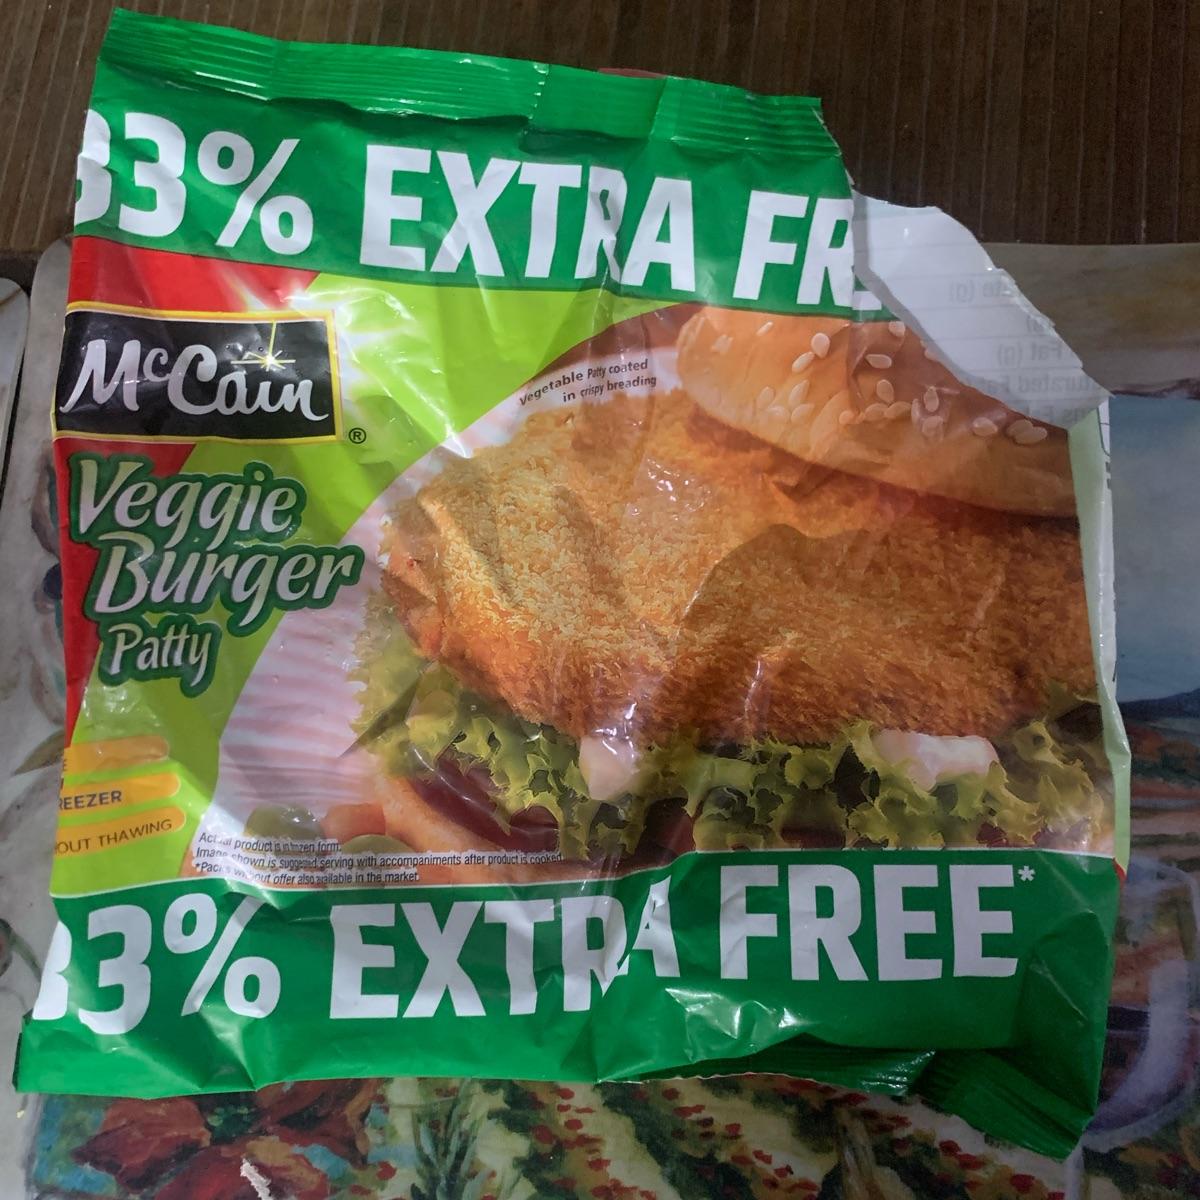 33% EXTRA FR
McCain
®
Vegetable Patty coated
in crispy breading
Veggie
Burger
Patty
REEZER
OUT THAWING
Actual product is in frozen form.
Image shown is suggested serving with accompaniments after product is cooked.
*Packs without offer also available in the market.
33% EXTRA FREE*